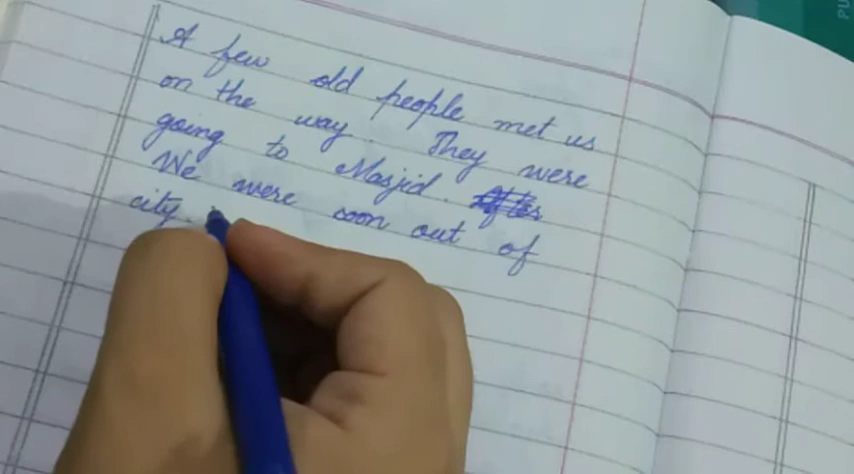 A few old people met us
on the way. They were
going to Masjid.
We were soon out of
city.
PU